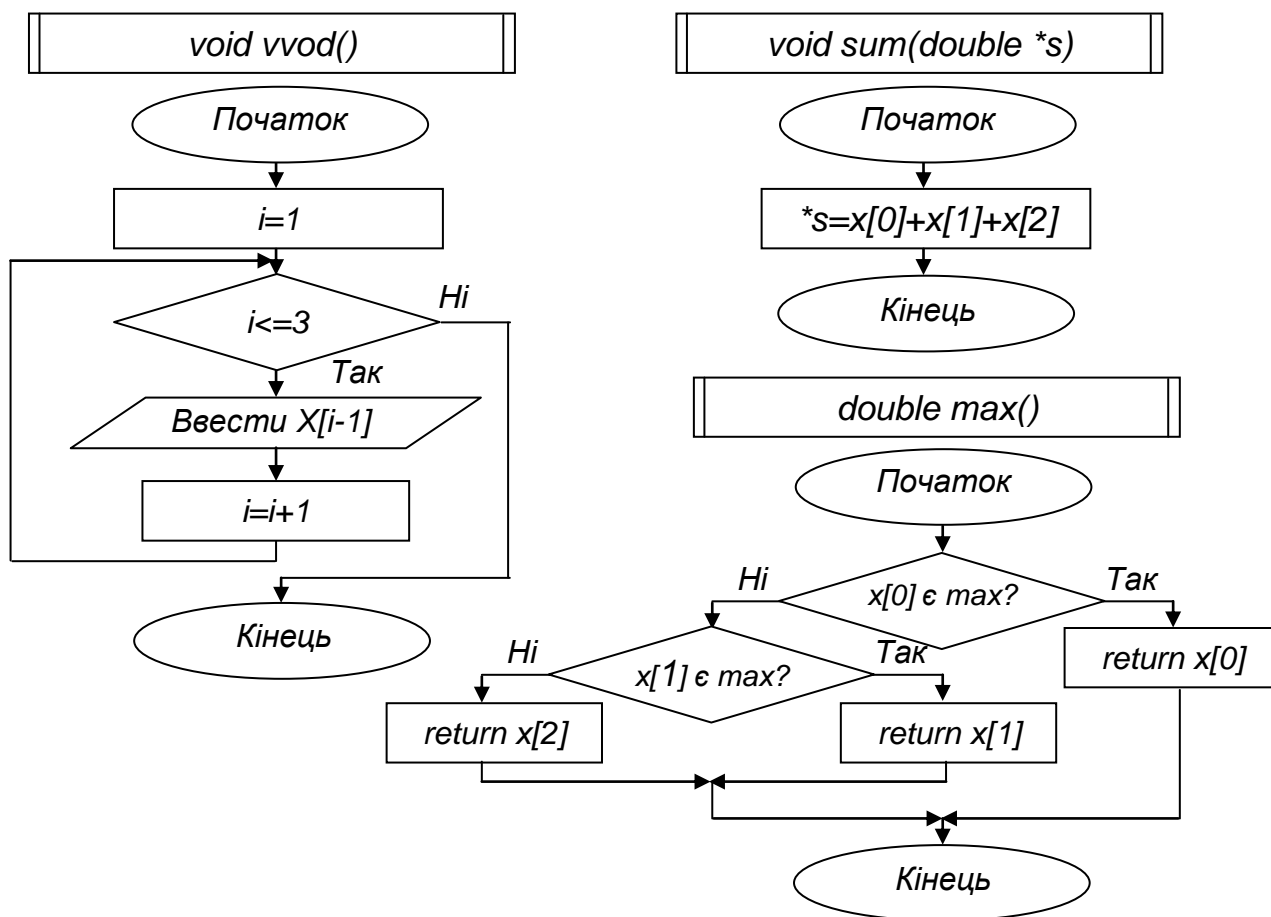 void vvod()
Початок
i=1
i<=3
Ні
Так
Ввести X[i-1]
i=i+1
Кінець
void sum(double *s)
Початок
*s=x[0]+x[1]+x[2]
Кінець
double max()
Початок
x[0] є max?
Ні
Так
return x[0]
x[1] є max?
Ні
Так
return x[2]
return x[1]
Кінець